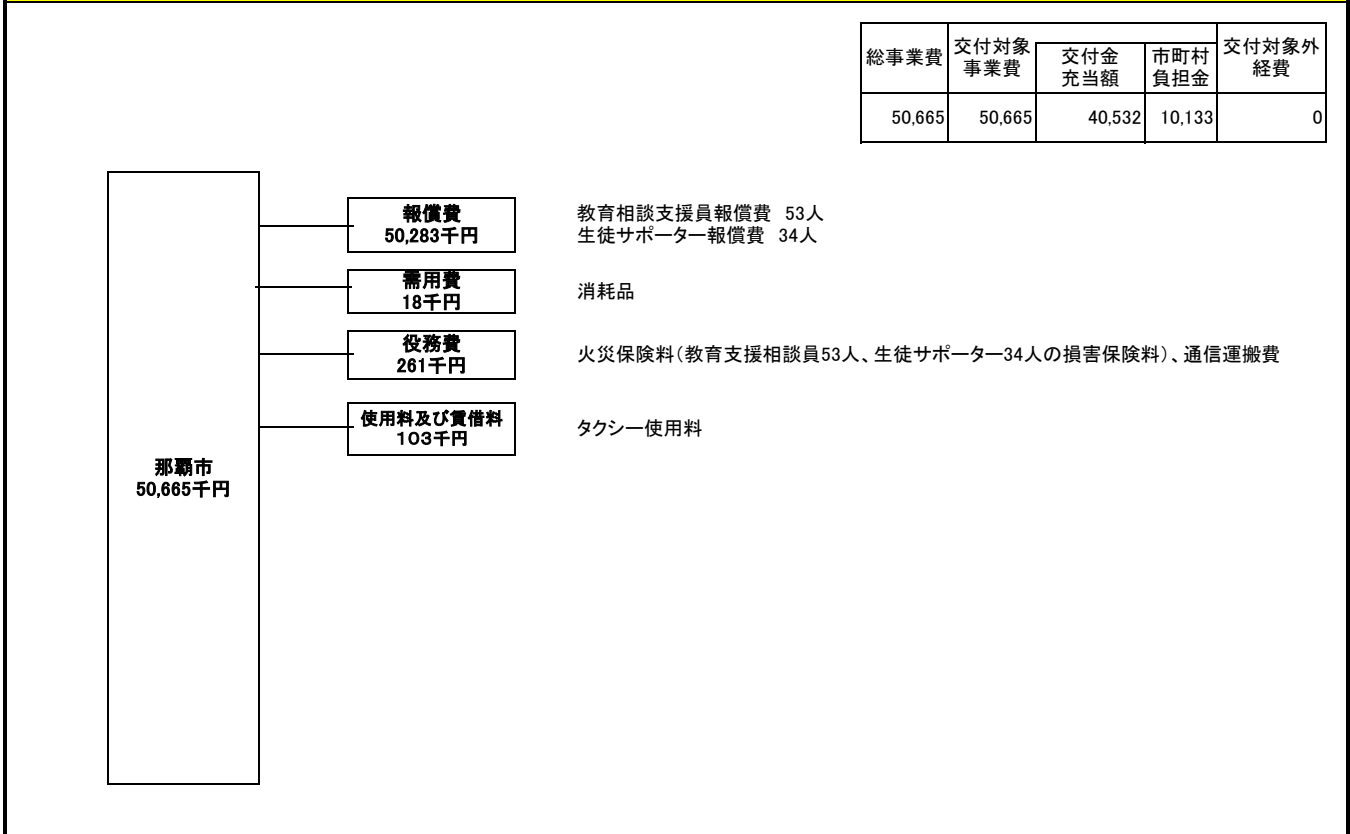 総事業費 交付対象事業費 交付金充当額 市町村負担金 交付対象外経費
50,665 50,665 40,532 10,133 0
報償費
50,283千円
教育相談支援員報償費 53人
生徒サポーター報償費 34人
需用費
18千円
消耗品
役務費
261千円
火災保険料(教育支援相談員53人、生徒サポーター34人の損害保険料)、通信運搬費
使用料及び賃借料
103千円
タクシー使用料
那覇市
50,665千円